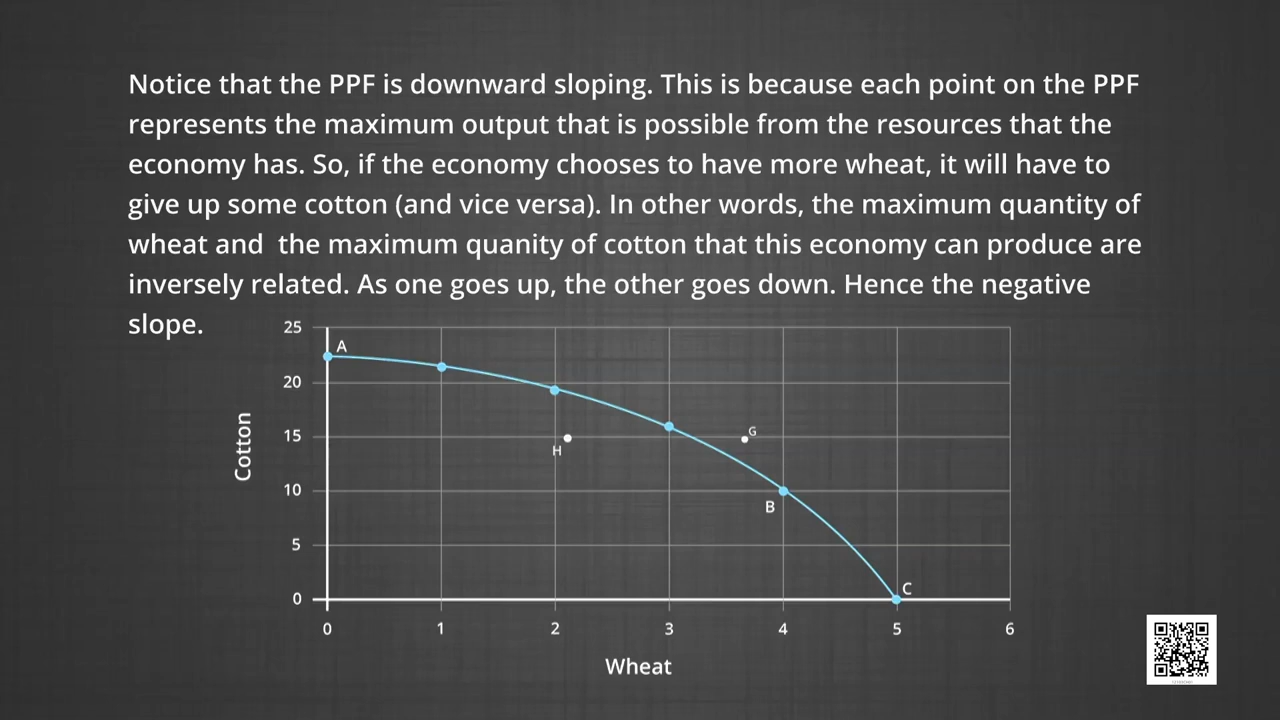 Notice that the PPF is downward sloping. This is because each point on the PPF
represents the maximum output that is possible from the resources that the
economy has. So, if the economy chooses to have more wheat, it will have to
give up some cotton (and vice versa). In other words, the maximum quantity of
wheat and  the maximum quanity of cotton that this economy can produce are
inversely related. As one goes up, the other goes down. Hence the negative
slope.
25
A
20
15
G
H
Cotton
10
B
5
C
0
0 1 2 3 4 5 6
Wheat